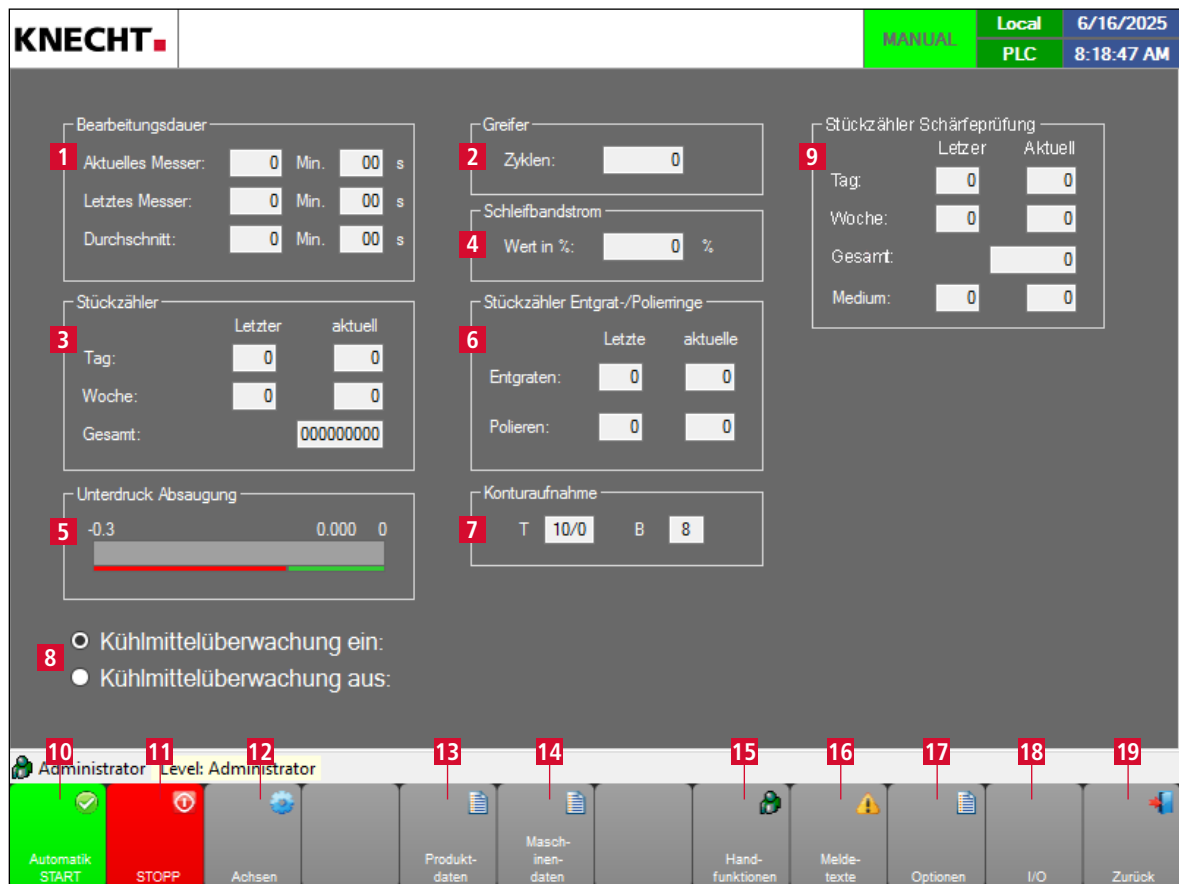 KNECHT
MANUAL
Local
6/16/2025
PLC
8:18:47 AM
Bearbeitungsdauer
1
Aktuelles Messer: 0 Min. 00 s
Letztes Messer: 0 Min. 00 s
Durchschnitt: 0 Min. 00 s
Greifer
2
Zyklen: 0
Stückzähler
3
Letzter aktuell
Tag: 0 0
Woche: 0 0
Gesamt: 000000000
Schleifbandstrom
4
Wert in %: 0 %
Unterdruck Absaugung
5
-0.3 0.000 0
Stückzähler Entgrat-/Polierringe
6
Letzte aktuelle
Entgraten: 0 0
Polieren: 0 0
Konturaufnahme
7
T 10/0 B 8
8
Kühlmittelüberwachung ein:
Kühlmittelüberwachung aus:
Stückzähler Schärfeprüfung
9
Letzer Aktuell
Tag: 0 0
Woche: 0 0
Gesamt: 0
Medium: 0 0
Administrator Level: Administrator
10
Automatik
START
11
STOPP
12
Achsen
13
Produkt-
daten
14
Masch-
inen-
daten
15
Hand-
funktionen
16
Melde-
texte
17
Optionen
18
I/O
19
Zurück